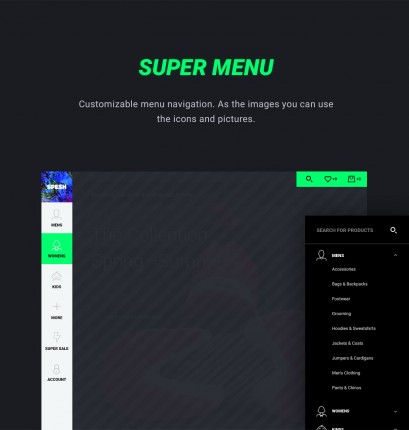 SUPER MENU
Customizable menu navigation. As the images you can use
the icons and pictures.
SPESH
+0
+0
MENS
WOMENS
KIDS
MORE
SUPER SALE
ACCOUNT
SEARCH FOR PRODUCTS
MENS
Accessories
Bags & Backpacks
Footwear
Grooming
Hoodies & Sweatshirts
Jackets & Coats
Jumpers & Cardigans
Men's Clothing
Pants & Chinos
WOMENS